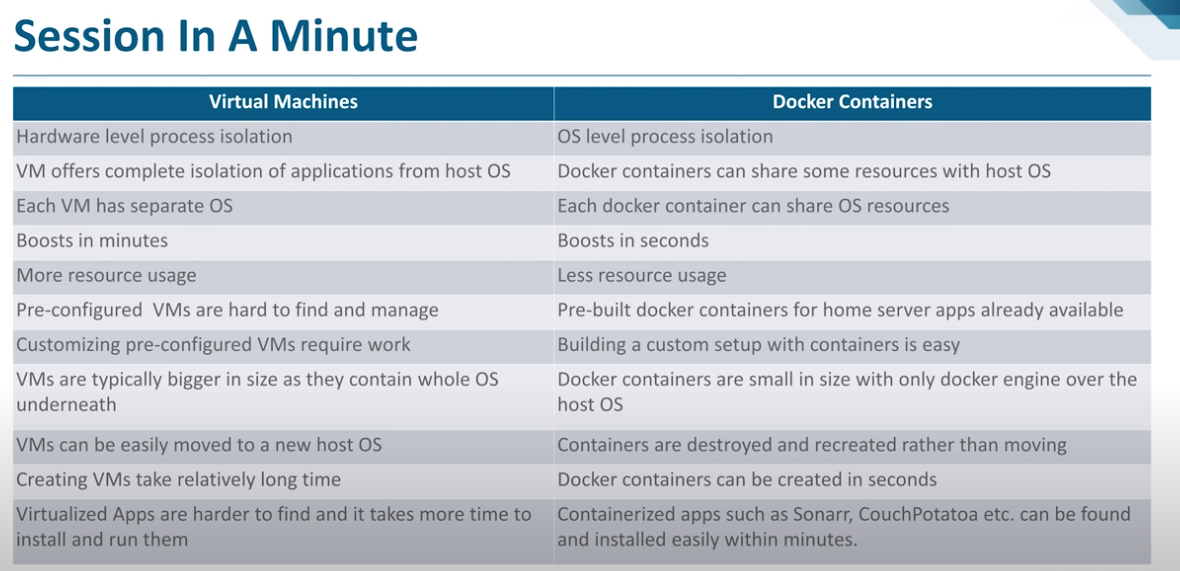 Session In A Minute
Virtual Machines
Docker Containers
Hardware level process isolation
OS level process isolation
VM offers complete isolation of applications from host OS
Docker containers can share some resources with host OS
Each VM has separate OS
Each docker container can share OS resources
Boosts in minutes
Boosts in seconds
More resource usage
Less resource usage
Pre-configured  VMs are hard to find and manage
Pre-built docker containers for home server apps already available
Customizing pre-configured VMs require work
Building a custom setup with containers is easy
VMs are typically bigger in size as they contain whole OS
underneath
Docker containers are small in size with only docker engine over the
host OS
VMs can be easily moved to a new host OS
Containers are destroyed and recreated rather than moving
Creating VMs take relatively long time
Docker containers can be created in seconds
Virtualized Apps are harder to find and it takes more time to
install and run them
Containerized apps such as Sonarr, CouchPotatoa etc. can be found
and installed easily within minutes.